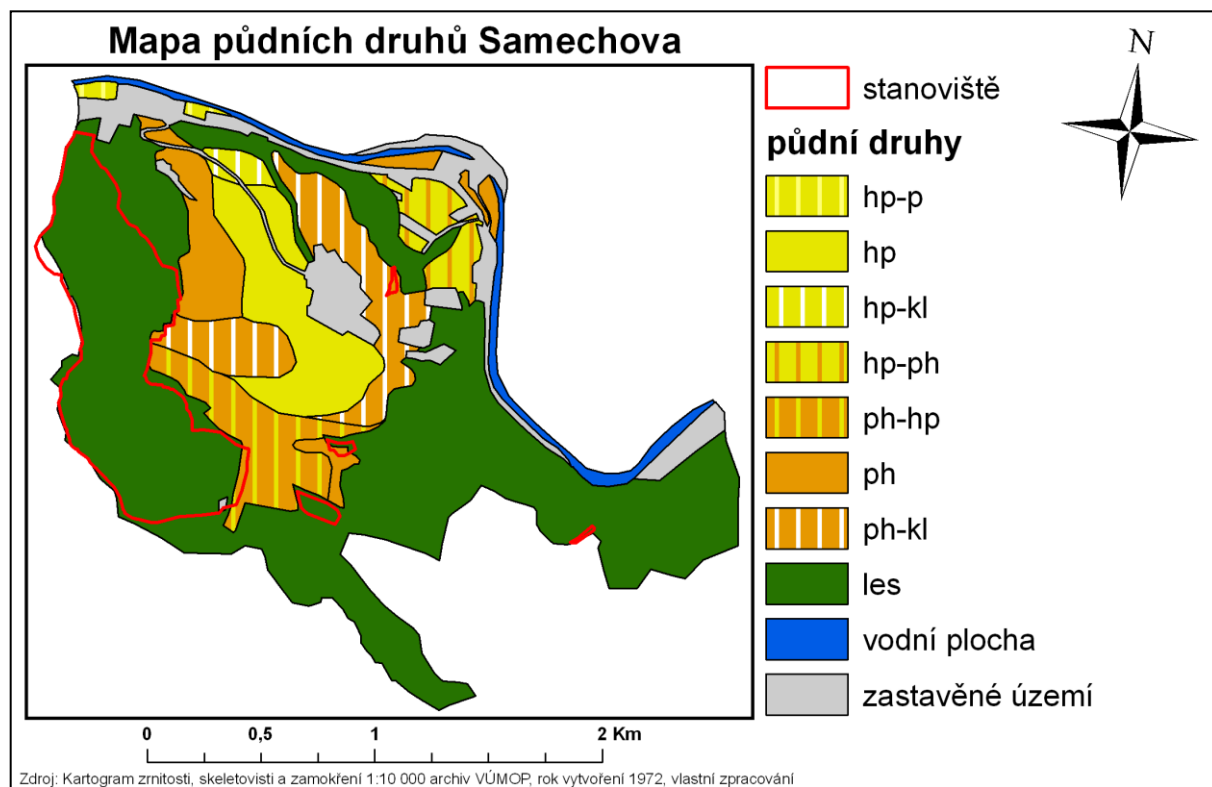 Mapa půdních druhů Samechova
N
stanoviště
půdní druhy
hp-p
hp
hp-kl
hp-ph
ph-hp
ph
ph-kl
les
vodní plocha
zastavěné území
0 0,5 1 2 Km
Zdroj: Kartogram zrnitosti, skeletovisti a zamokření 1:10 000 archiv VÚMOP, rok vytvoření 1972, vlastní zpracování